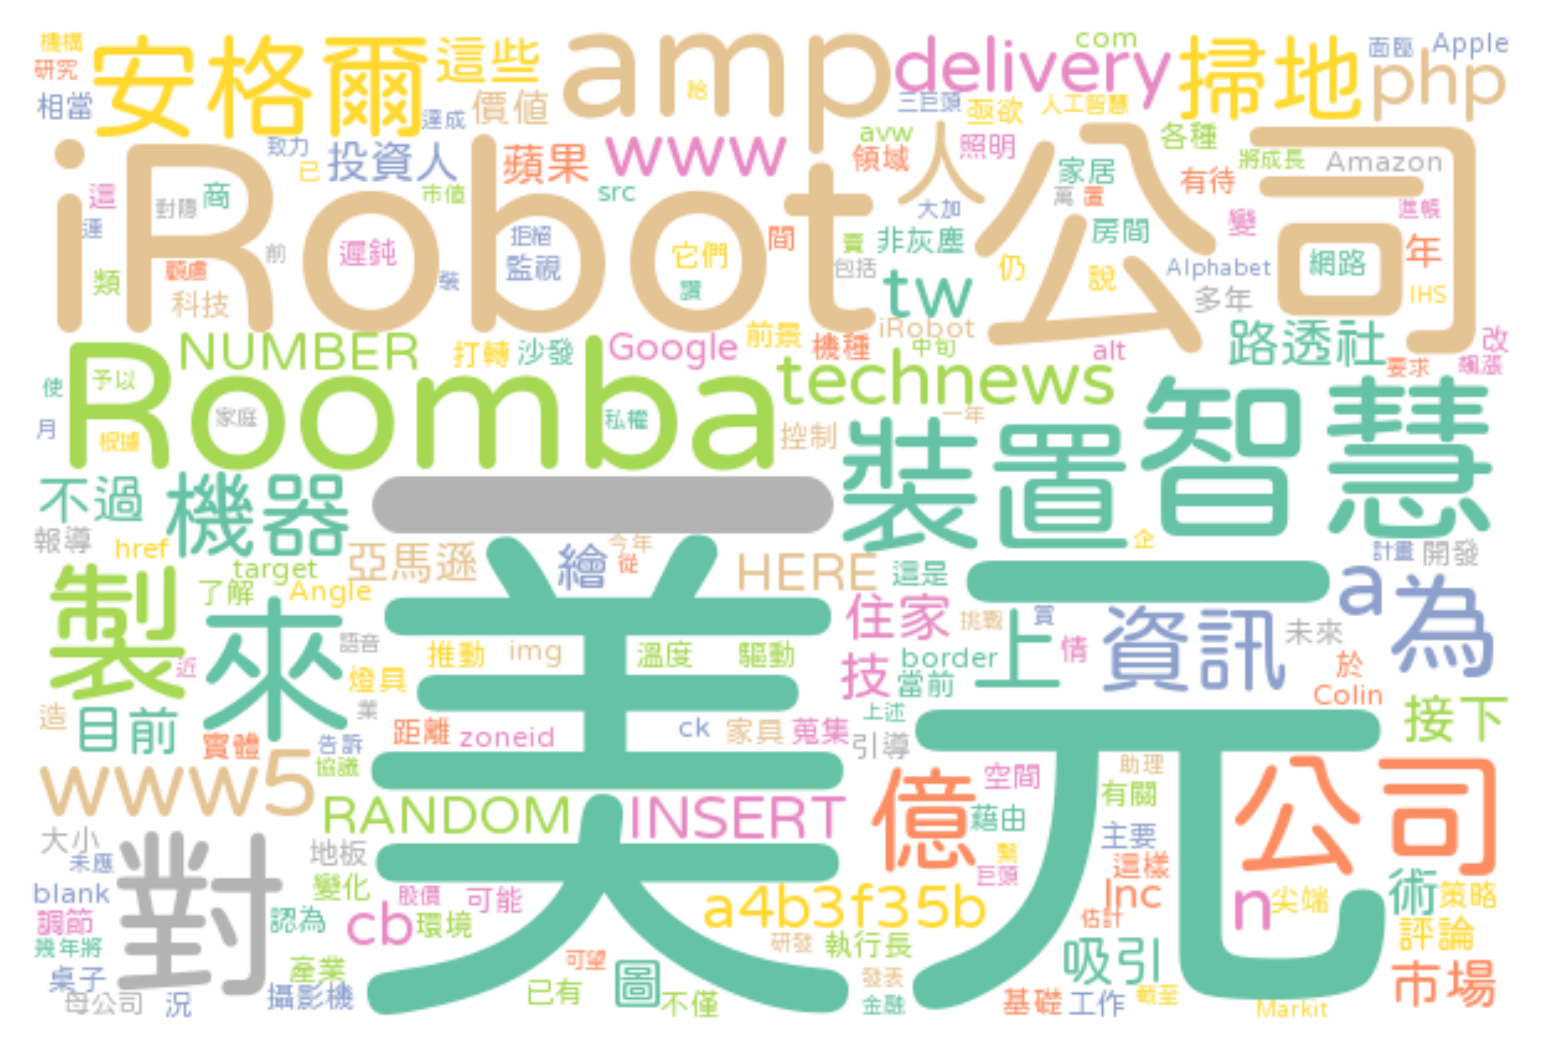 機構
研究
相當
安格爾
這些
達成
價值
amp
給
delivery
com
三巨頭
亟欲
人工智慧
掃地
面臨
Apple
php
致力
已
投資人
市值
蘋果
www
src
avw
領域
人
照明
家居
萬
置
各種
將成長
有待
Amazon
這
對隱
商
運
iRobot
公司
遲鈍
拒絕
監視
裝
它們
讚
間
賣
非灰塵
包括
大加
仍
說
房間
變
Alphabet
網路
進帳
年
IHS
前
類
顧慮
科技
tw
多年
NUMBER
打轉
沙發
Google
前景
機種
iRobot
中旬
alt
路透社
改
要求
飆漲
使
予以
月
根據
Roomba
家庭
私權
technews
控制
一年
裝置
智慧
不過
機器
一
報導
href
target
亞馬遜
繪
今年
從
HERE
這是
企
計畫
開發
製
近
來
了解
Angle
語音
業
燈具
美元
推動
img
溫度
驅動
住家
技
挑戰
買
border
當前
上
情
資訊
未來
a
為
於
Colin
造
目前
實體
告訴
協議
距離
zoneid
ck
家具
蒐集
上述
引導
接下
www5
RANDOM
INSERT
億
空間
藉由
助理
有關
主要
這樣
公司
大小
未應
blank
調節
幾年將
桌子
母公司
況
對
地板
變化
認為
產業
攝影機
股價
cb
環境
可能
可望
已有
圖
不僅
a4b3f35b
研發
執行長
發表
金融
巨頭
Inc
估計
吸引
基礎
工作
截至
n
尖端
Markit
術
策略
評論
市場